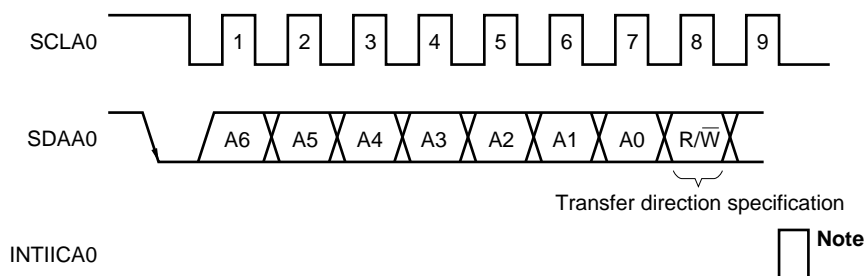 SCLA0 1 2 3 4 5 6 7 8 9
SDAA0 A6 A5 A4 A3 A2 A1 A0 R/W̅
Transfer direction specification
INTIICA0 Note